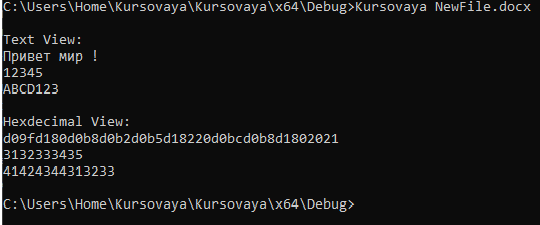 C:\Users\Home\Kursovaya\Kursovaya\x64\Debug>Kursovaya NewFile.docx
Text View:
Привет мир !
12345
ABCD123
Hexdecimal View:
d09fd180d0b8d0b2d0b5d18220d0bcd0b8d1802021
3132333435
41424344313233
C:\Users\Home\Kursovaya\Kursovaya\x64\Debug>